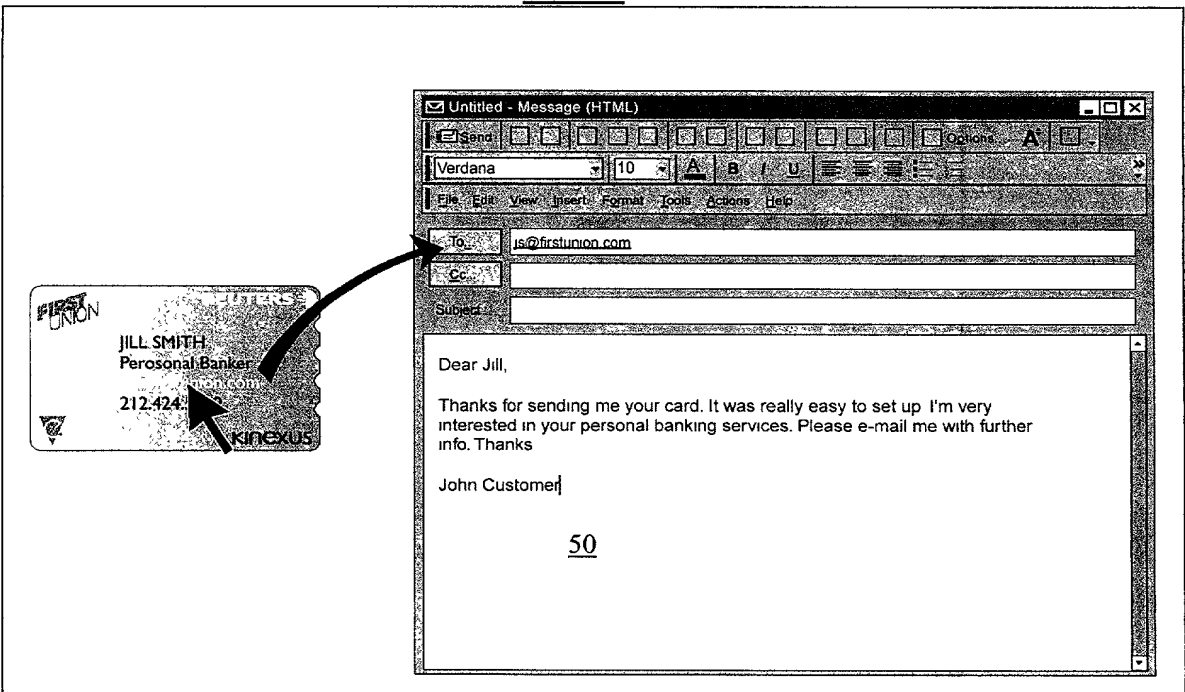 FIRST
UNION
REUTERS
JILL SMITH
Perosonal Banker
nion.com
212.424
KINEXUS
Untitled - Message (HTML)
Send Options A
Verdana 10 A B I U
File Edit View Insert Format Tools Actions Help
To... js@firstunion.com
Cc...
Subject:
Dear Jill,
Thanks for sending me your card. It was really easy to set up I'm very
interested in your personal banking services. Please e-mail me with further
info. Thanks
John Customer
50